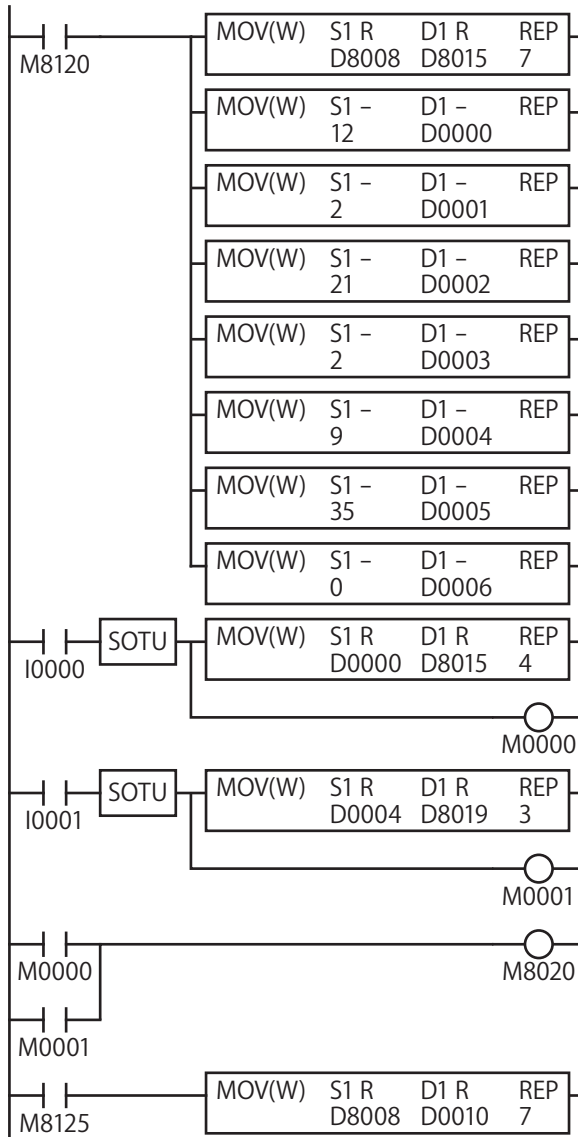 MOV(W) S1 R D1 R REP
D8008 D8015 7
M8120
MOV(W) S1 – D1 – REP
12 D0000
MOV(W) S1 – D1 – REP
2 D0001
MOV(W) S1 – D1 – REP
21 D0002
MOV(W) S1 – D1 – REP
2 D0003
MOV(W) S1 – D1 – REP
9 D0004
MOV(W) S1 – D1 – REP
35 D0005
MOV(W) S1 – D1 – REP
0 D0006
SOTU MOV(W) S1 R D1 R REP
I0000 D0000 D8015 4
M0000
SOTU MOV(W) S1 R D1 R REP
I0001 D0004 D8019 3
M0001
M0000 M8020
M0001
MOV(W) S1 R D1 R REP
M8125 D8008 D0010 7